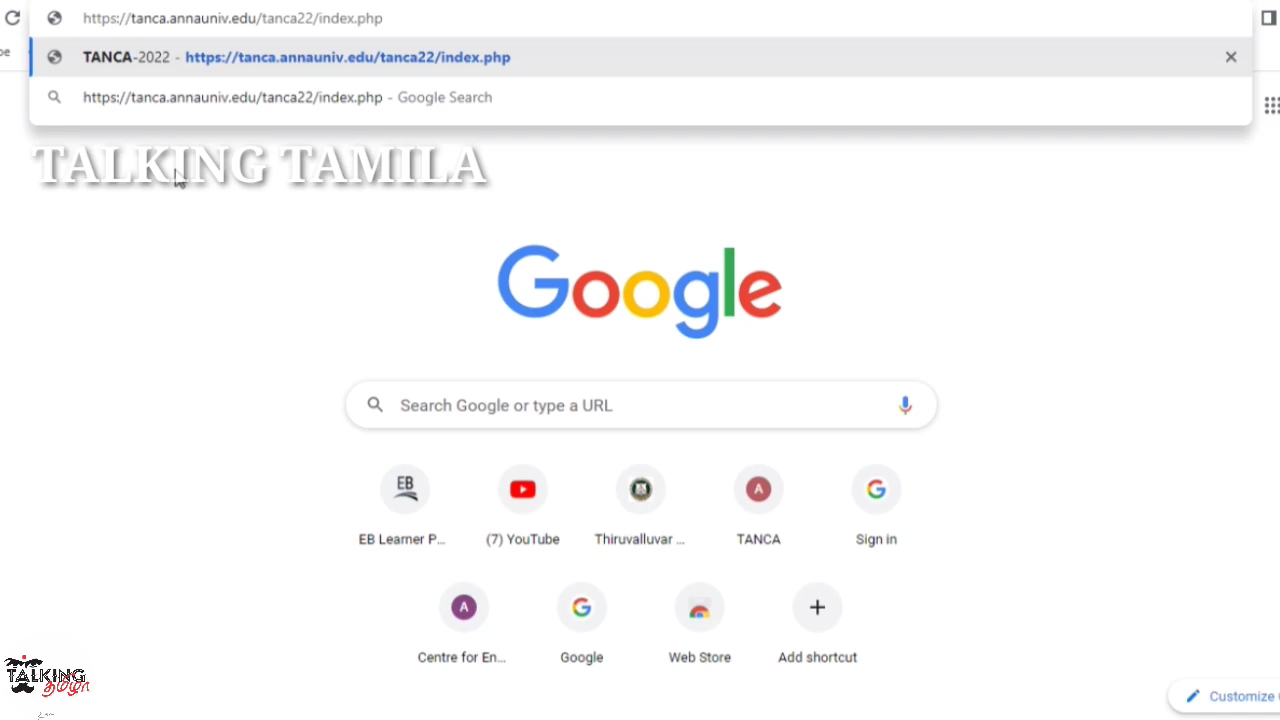 https://tanca.annauniv.edu/tanca22/index.php
TANCA-2022 - https://tanca.annauniv.edu/tanca22/index.php
https://tanca.annauniv.edu/tanca22/index.php - Google Search
TALKING TAMILA
Google
Search Google or type a URL
EB
A
G
EB Learner P...
(7) YouTube
Thiruvalluvar ...
TANCA
Sign in
A
G
Centre for En...
Google
Web Store
Add shortcut
TALKING
தமிழா
Customize